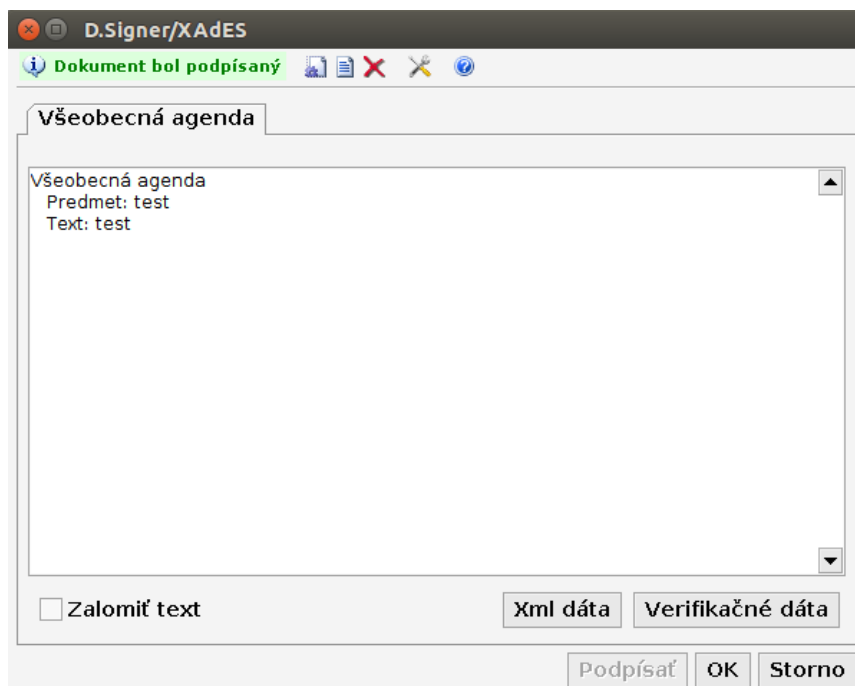 D.Signer/XAdES
Dokument bol podpísaný
Všeobecná agenda
Všeobecná agenda
Predmet: test
Text: test
Zalomiť text
Xml dáta
Verifikačné dáta
Podpísať
OK
Storno